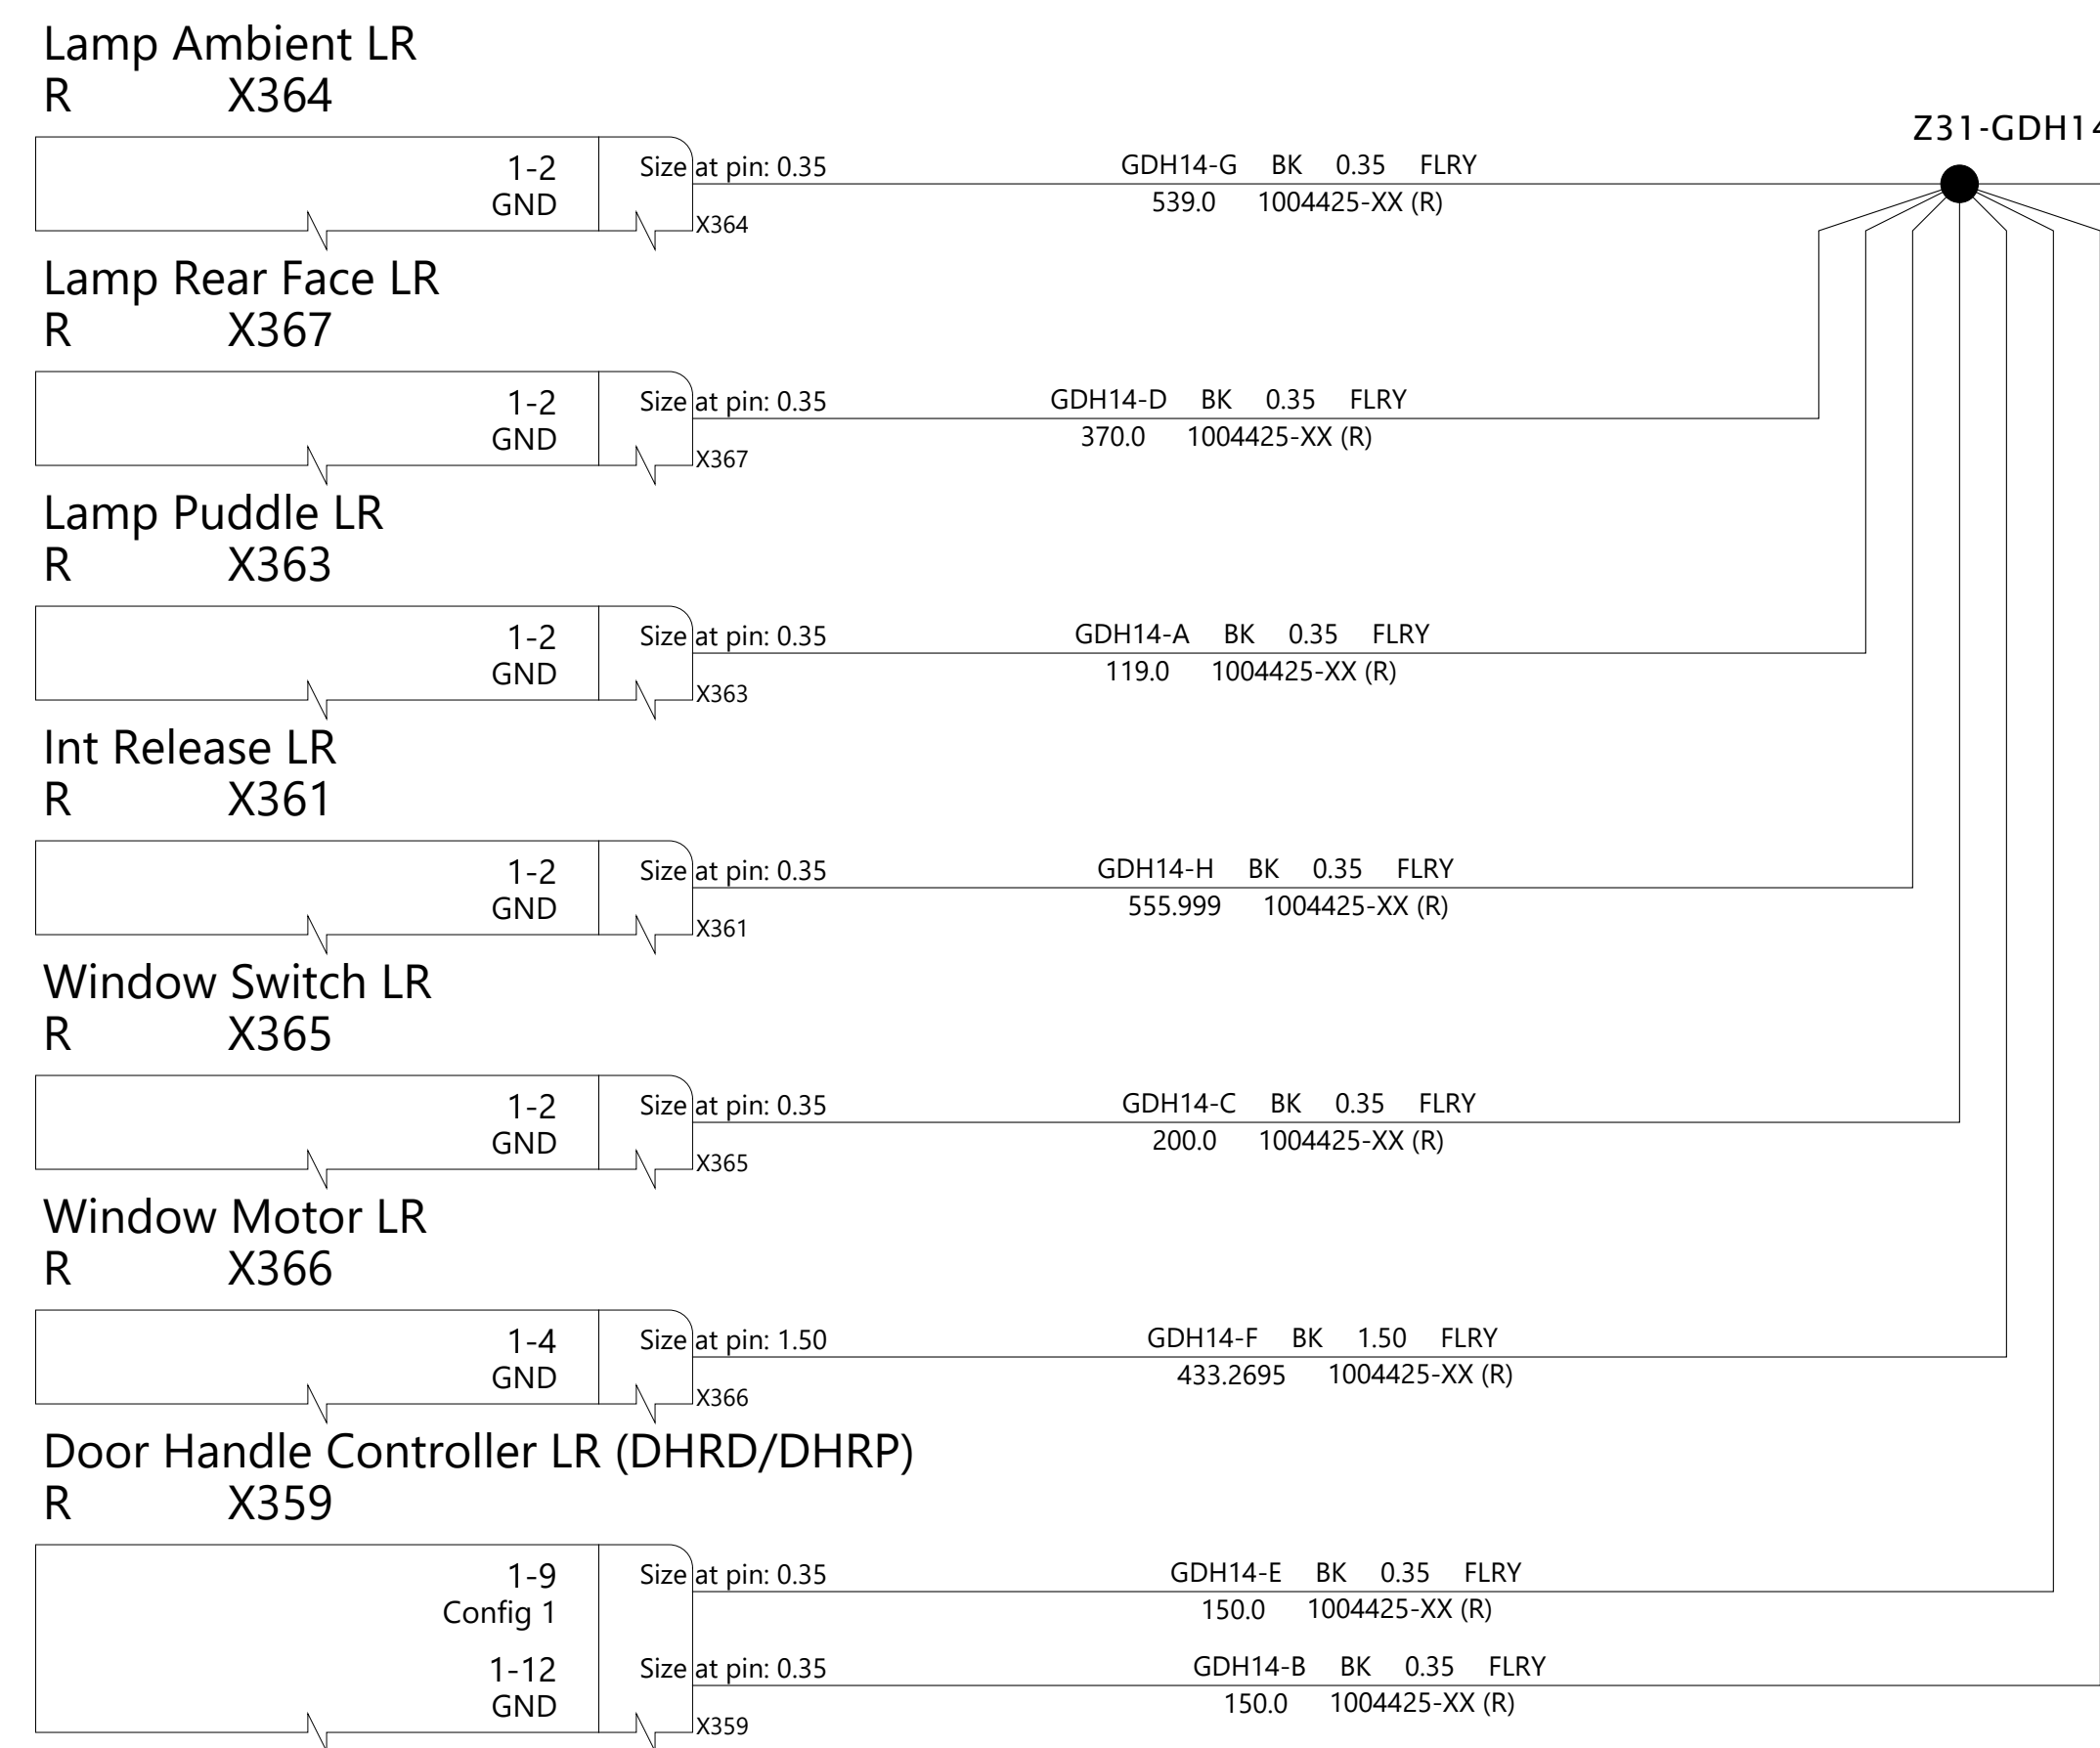 Lamp Ambient LR
R X364
Z31-GDH14
1-2 Size at pin: 0.35 GDH14-G BK 0.35 FLRY
GND 539.0 1004425-XX (R)
X364
Lamp Rear Face LR
R X367
1-2 Size at pin: 0.35 GDH14-D BK 0.35 FLRY
GND 370.0 1004425-XX (R)
X367
Lamp Puddle LR
R X363
1-2 Size at pin: 0.35 GDH14-A BK 0.35 FLRY
GND 119.0 1004425-XX (R)
X363
Int Release LR
R X361
1-2 Size at pin: 0.35 GDH14-H BK 0.35 FLRY
GND 555.999 1004425-XX (R)
X361
Window Switch LR
R X365
1-2 Size at pin: 0.35 GDH14-C BK 0.35 FLRY
GND 200.0 1004425-XX (R)
X365
Window Motor LR
R X366
1-4 Size at pin: 1.50 GDH14-F BK 1.50 FLRY
GND 433.2695 1004425-XX (R)
X366
Door Handle Controller LR (DHRD/DHRP)
R X359
1-9 Size at pin: 0.35 GDH14-E BK 0.35 FLRY
Config 1 150.0 1004425-XX (R)
1-12 Size at pin: 0.35 GDH14-B BK 0.35 FLRY
GND 150.0 1004425-XX (R)
X359